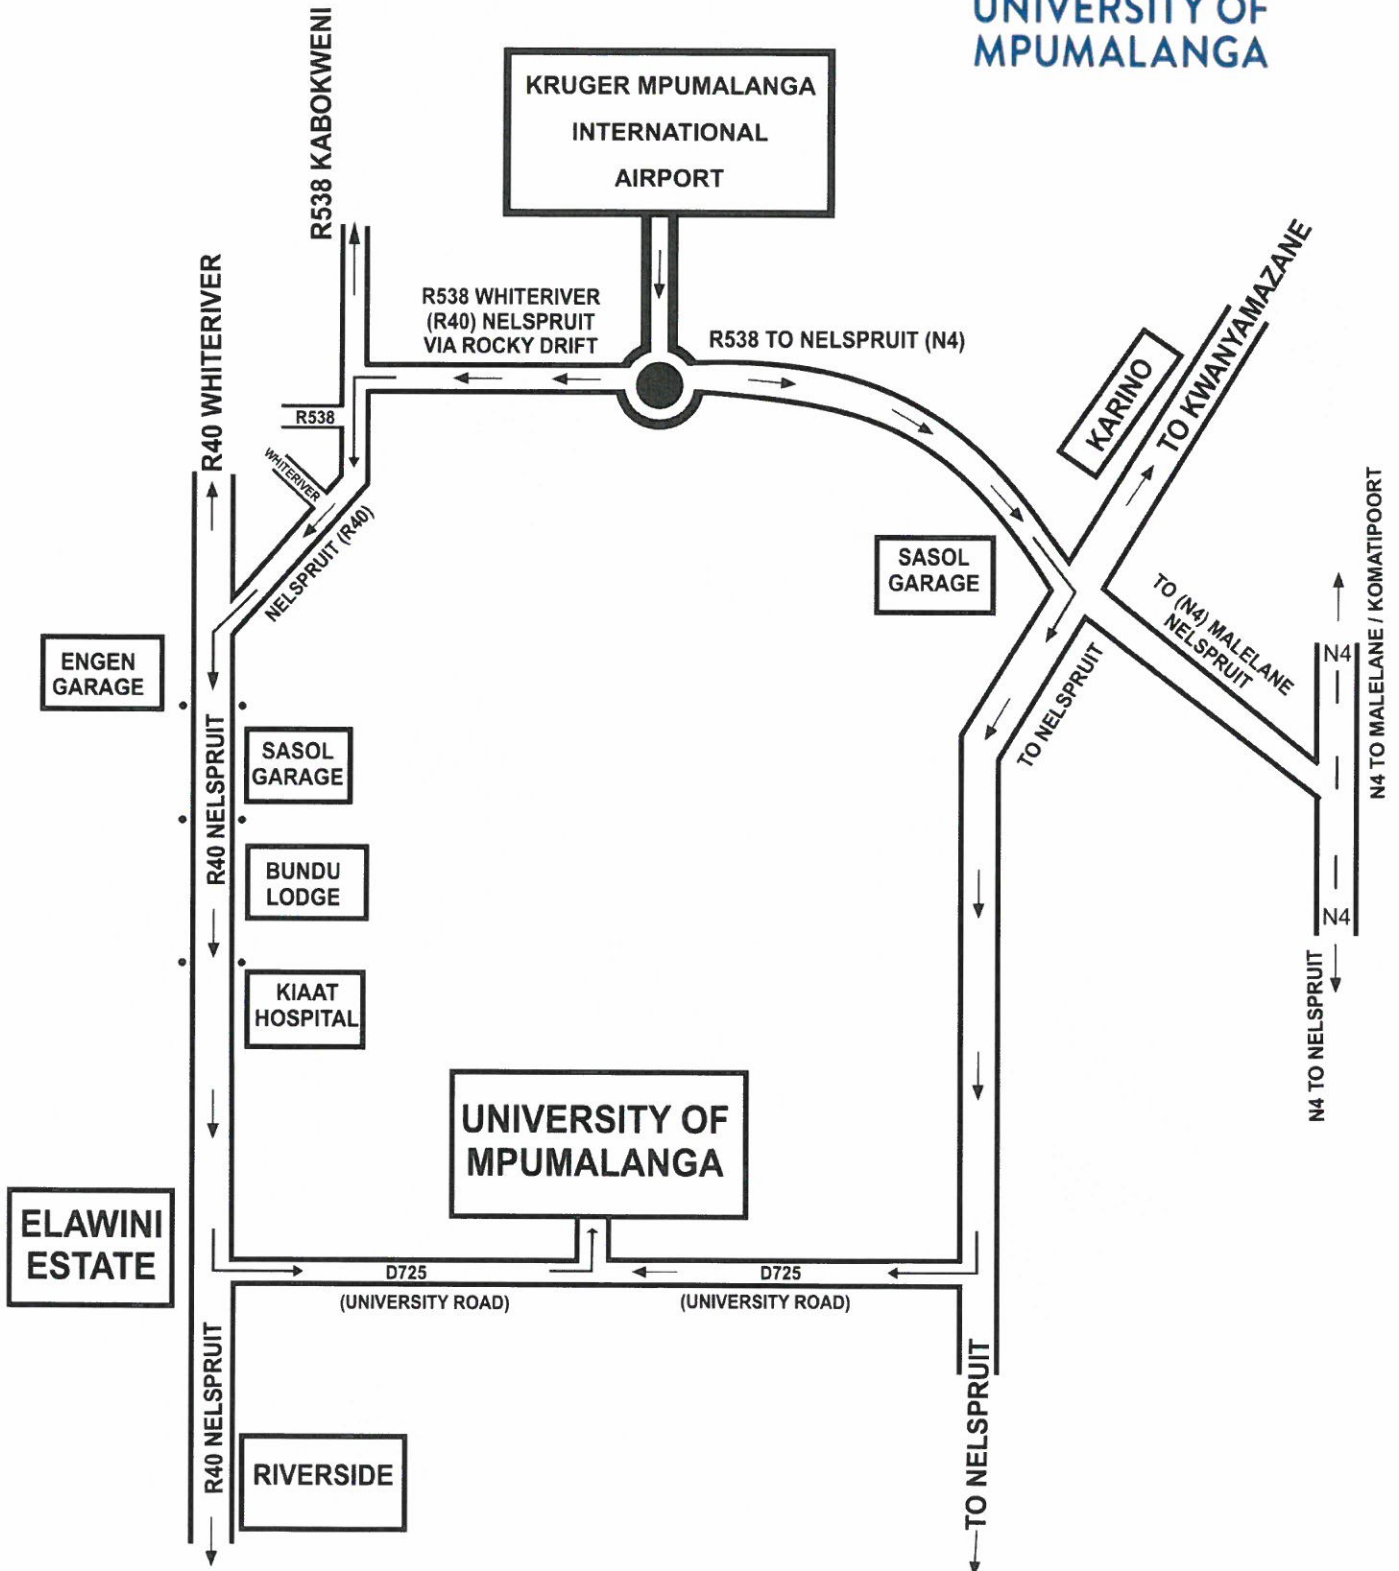 UNIVERSITY OF
MPUMALANGA
KRUGER MPUMALANGA
INTERNATIONAL
AIRPORT
R538 KABOKWENI
R40 WHITERIVER
R538 WHITERIVER
(R40) NELSPRUIT
VIA ROCKY DRIFT
R538 TO NELSPRUIT (N4)
KARINO
TO KWANYAMAZANE
R538
WHITERIVER
NELSPRUIT (R40)
SASOL
GARAGE
TO (N4) MALELANE
NELSPRUIT
N4 TO MALELANE / KOMATIPOORT
N4
ENGEN
GARAGE
TO NELSPRUIT
R40 NELSPRUIT
SASOL
GARAGE
BUNDU
LODGE
N4
N4 TO NELSPRUIT
KIAAT
HOSPITAL
UNIVERSITY OF
MPUMALANGA
ELAWINI
ESTATE
D725
(UNIVERSITY ROAD)
D725
(UNIVERSITY ROAD)
R40 NELSPRUIT
RIVERSIDE
TO NELSPRUIT